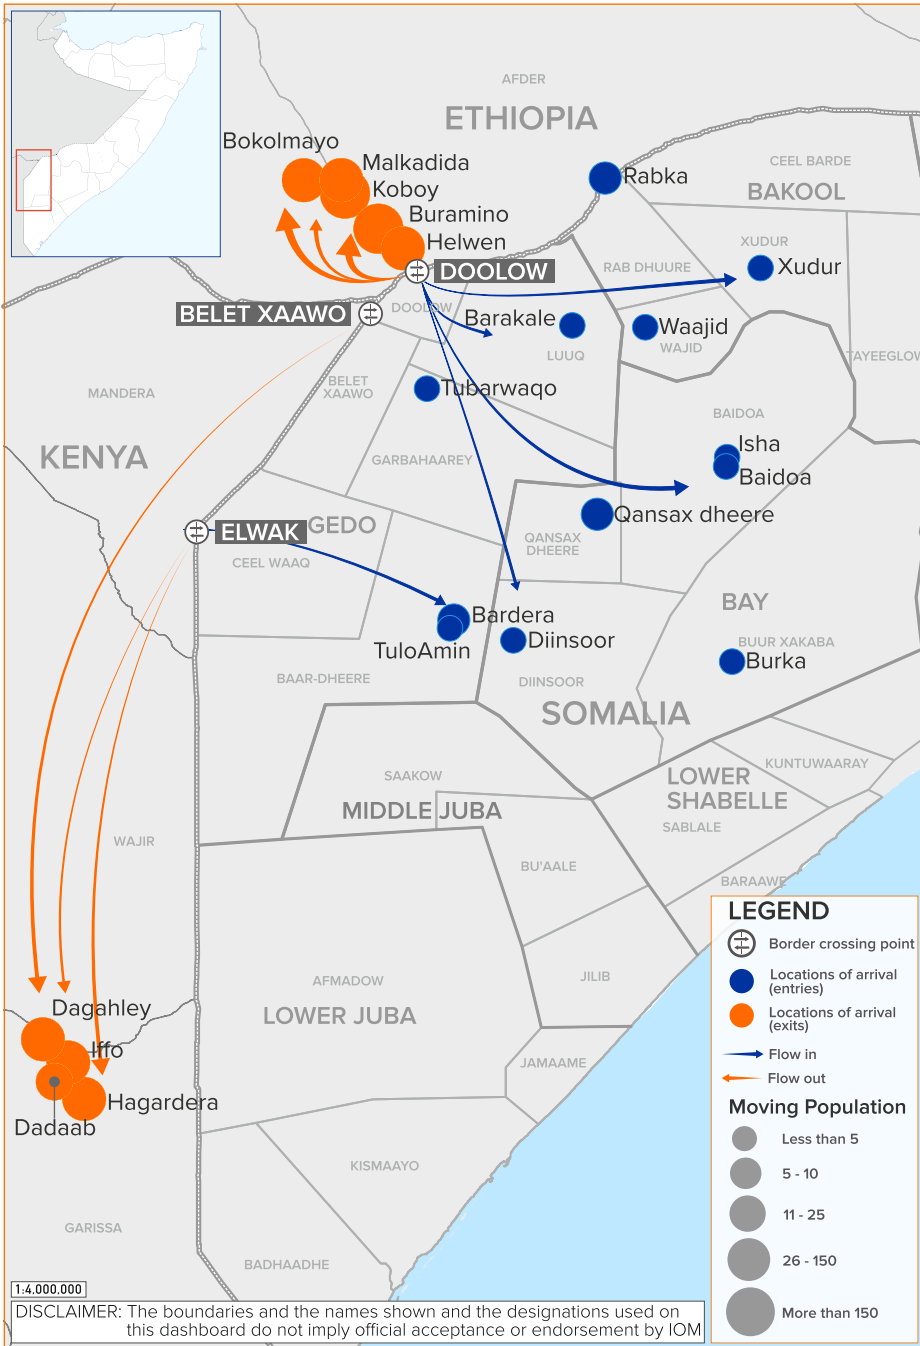 AFDER
ETHIOPIA
Bokolmayo
Malkadida
CEEL BARDE
Rabka
Koboy
BAKOOL
Buramino
Helwen
XUDUR
RAB DHUURE
Xudur
DOOLOW
BELET XAAWO
DOOLOW
Barakale
Waajid
WAJID
LUUQ
TAYEEGLOW
MANDERA
BELET
XAAWO
Tubarwaqo
BAIDOA
Isha
KENYA
GARBAHAAREY
Baidoa
Qansax dheere
ELWAK
GEDO
QANSAX
DHEERE
CEEL WAAQ
BAY
Bardera
Diinsoor
TuloAmin
BUUR XAKABA
Burka
BAAR-DHEERE
DIINSOOR
SOMALIA
SAAKOW
KUNTUWAARAY
LOWER
SHABELLE
MIDDLE JUBA
SABLALE
WAJIR
BU'AALE
BARAAWE
AFMADOW
JILIB
LOWER JUBA
Dagahley
Iffo
JAMAAME
Hagardera
Dadaab
KISMAAYO
GARISSA
BADHAADHE
LEGEND
Border crossing point
Locations of arrival
(entries)
Locations of arrival
(exits)
Flow in
Flow out
Moving Population
Less than 5
5 - 10
11 - 25
26 - 150
More than 150
1:4.000.000
DISCLAIMER: The boundaries and the names shown and the designations used on
this dashboard do not imply official acceptance or endorsement by IOM